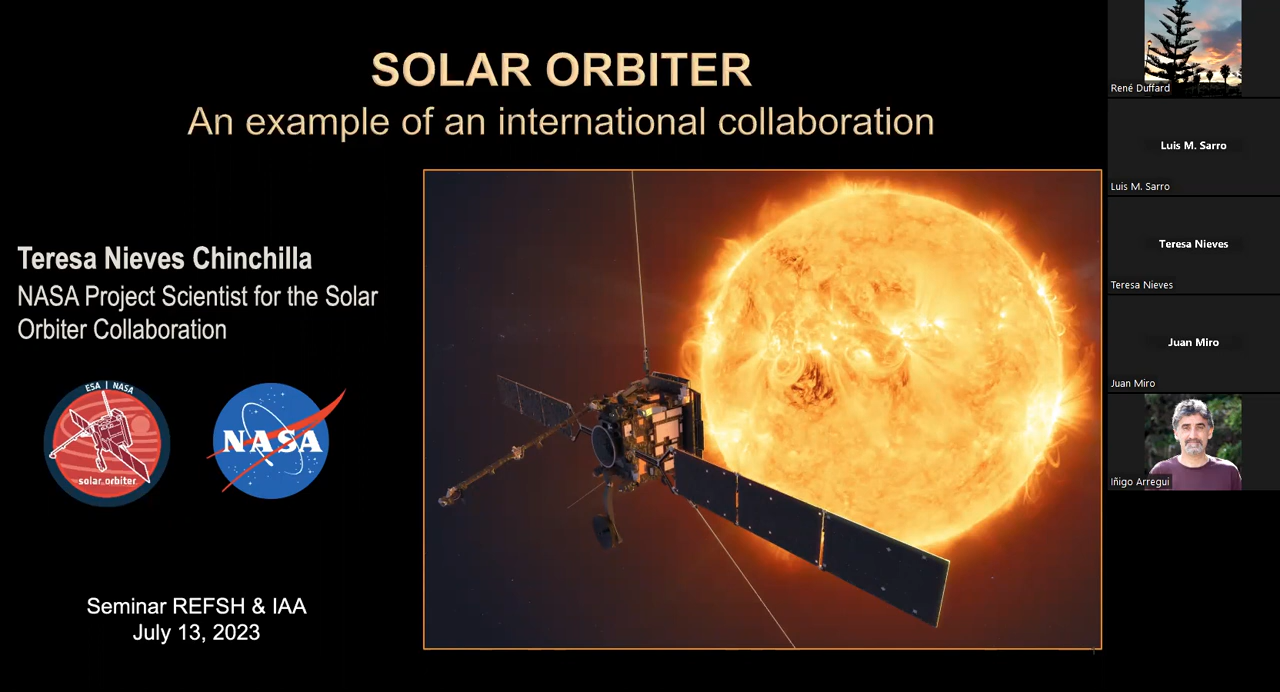 SOLAR ORBITER
An example of an international collaboration
Teresa Nieves Chinchilla
NASA Project Scientist for the Solar
Orbiter Collaboration
ESA | NASA
solar orbiter
NASA
Seminar REFSH & IAA
July 13, 2023
René Duffard
Luis M. Sarro
Luis M. Sarro
Teresa Nieves
Teresa Nieves
Juan Miro
Juan Miro
Iñigo Arregui